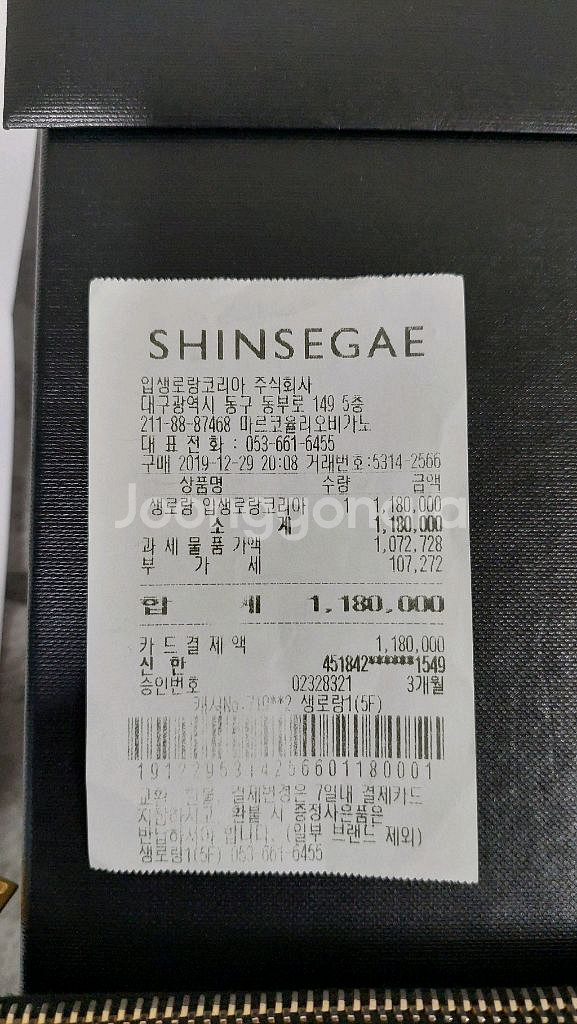 SHINSEGAE
입생로랑코리아 주식회사
대구광역시 동구 동부로 149 5층
211-88-87468 마르코율리오비가노
대 표 전 화 : 053-661-6455
구매 2019-12-29 20:08 거래번호:5314-2566
상품명 수량 금액
생로랑 입생로랑코리아 1 1,180,000
소 계 1,180,000
과 세 물 품 가액 1,072,728
부 가 세 107,272
합 계 1,180,000
카 드 결 제 액 1,180,000
신 한 451842******1549
승인번호 02328321 3개월
캐셔No:710**2 생로랑1(5F)
19122953142566601180001
교환, 환불, 결제변경은 7일내 결제카드
지참하시고, 환불 시 증정사은품은
반납하셔야 합니다. (일부 브랜드 제외)
생로랑1(5F) 053-661-6455
Joonggonara